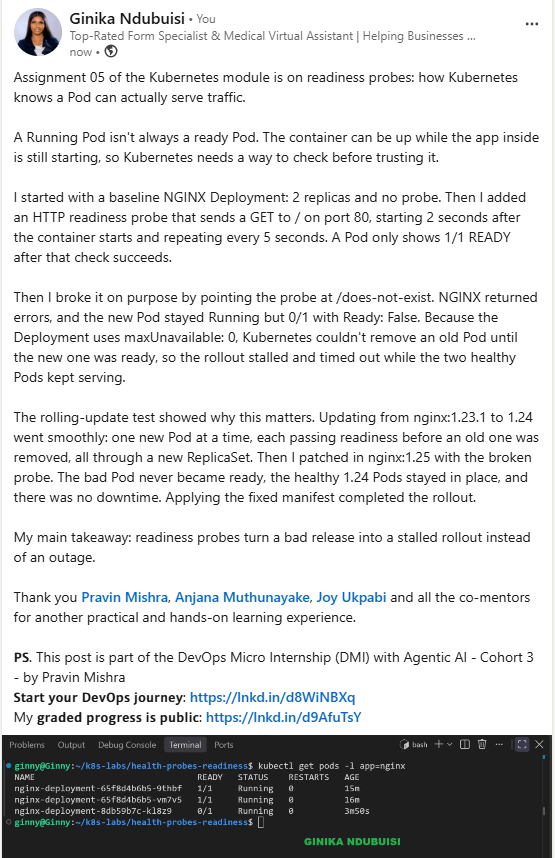 Ginika Ndubuisi • You
Top-Rated Form Specialist & Medical Virtual Assistant | Helping Businesses ...
now •
Assignment 05 of the Kubernetes module is on readiness probes: how Kubernetes
knows a Pod can actually serve traffic.
A Running Pod isn't always a ready Pod. The container can be up while the app inside
is still starting, so Kubernetes needs a way to check before trusting it.
I started with a baseline NGINX Deployment: 2 replicas and no probe. Then I added
an HTTP readiness probe that sends a GET to / on port 80, starting 2 seconds after
the container starts and repeating every 5 seconds. A Pod only shows 1/1 READY
after that check succeeds.
Then I broke it on purpose by pointing the probe at /does-not-exist. NGINX returned
errors, and the new Pod stayed Running but 0/1 with Ready: False. Because the
Deployment uses maxUnavailable: 0, Kubernetes couldn't remove an old Pod until
the new one was ready, so the rollout stalled and timed out while the two healthy
Pods kept serving.
The rolling-update test showed why this matters. Updating from nginx:1.23.1 to 1.24
went smoothly: one new Pod at a time, each passing readiness before an old one was
removed, all through a new ReplicaSet. Then I patched in nginx:1.25 with the broken
probe. The bad Pod never became ready, the healthy 1.24 Pods stayed in place, and
there was no downtime. Applying the fixed manifest completed the rollout.
My main takeaway: readiness probes turn a bad release into a stalled rollout instead
of an outage.
Thank you Pravin Mishra, Anjana Muthunayake, Joy Ukpabi and all the co-mentors
for another practical and hands-on learning experience.
PS. This post is part of the DevOps Micro Internship (DMI) with Agentic AI - Cohort 3
- by Pravin Mishra
Start your DevOps journey: https://lnkd.in/d8WiNBXq
My graded progress is public: https://lnkd.in/d9AfuTsY
Problems Output Debug Console Terminal Ports bash
ginny@Ginny:~/k8s-labs/health-probes-readiness$ kubectl get pods -l app=nginx
NAME READY STATUS RESTARTS AGE
nginx-deployment-65f8d4b6b5-9thbf 1/1 Running 0 15m
nginx-deployment-65f8d4b6b5-vm7v5 1/1 Running 0 16m
nginx-deployment-8db59b7c-kl8z9 0/1 Running 0 3m50s
ginny@Ginny:~/k8s-labs/health-probes-readiness$
GINIKA NDUBUISI